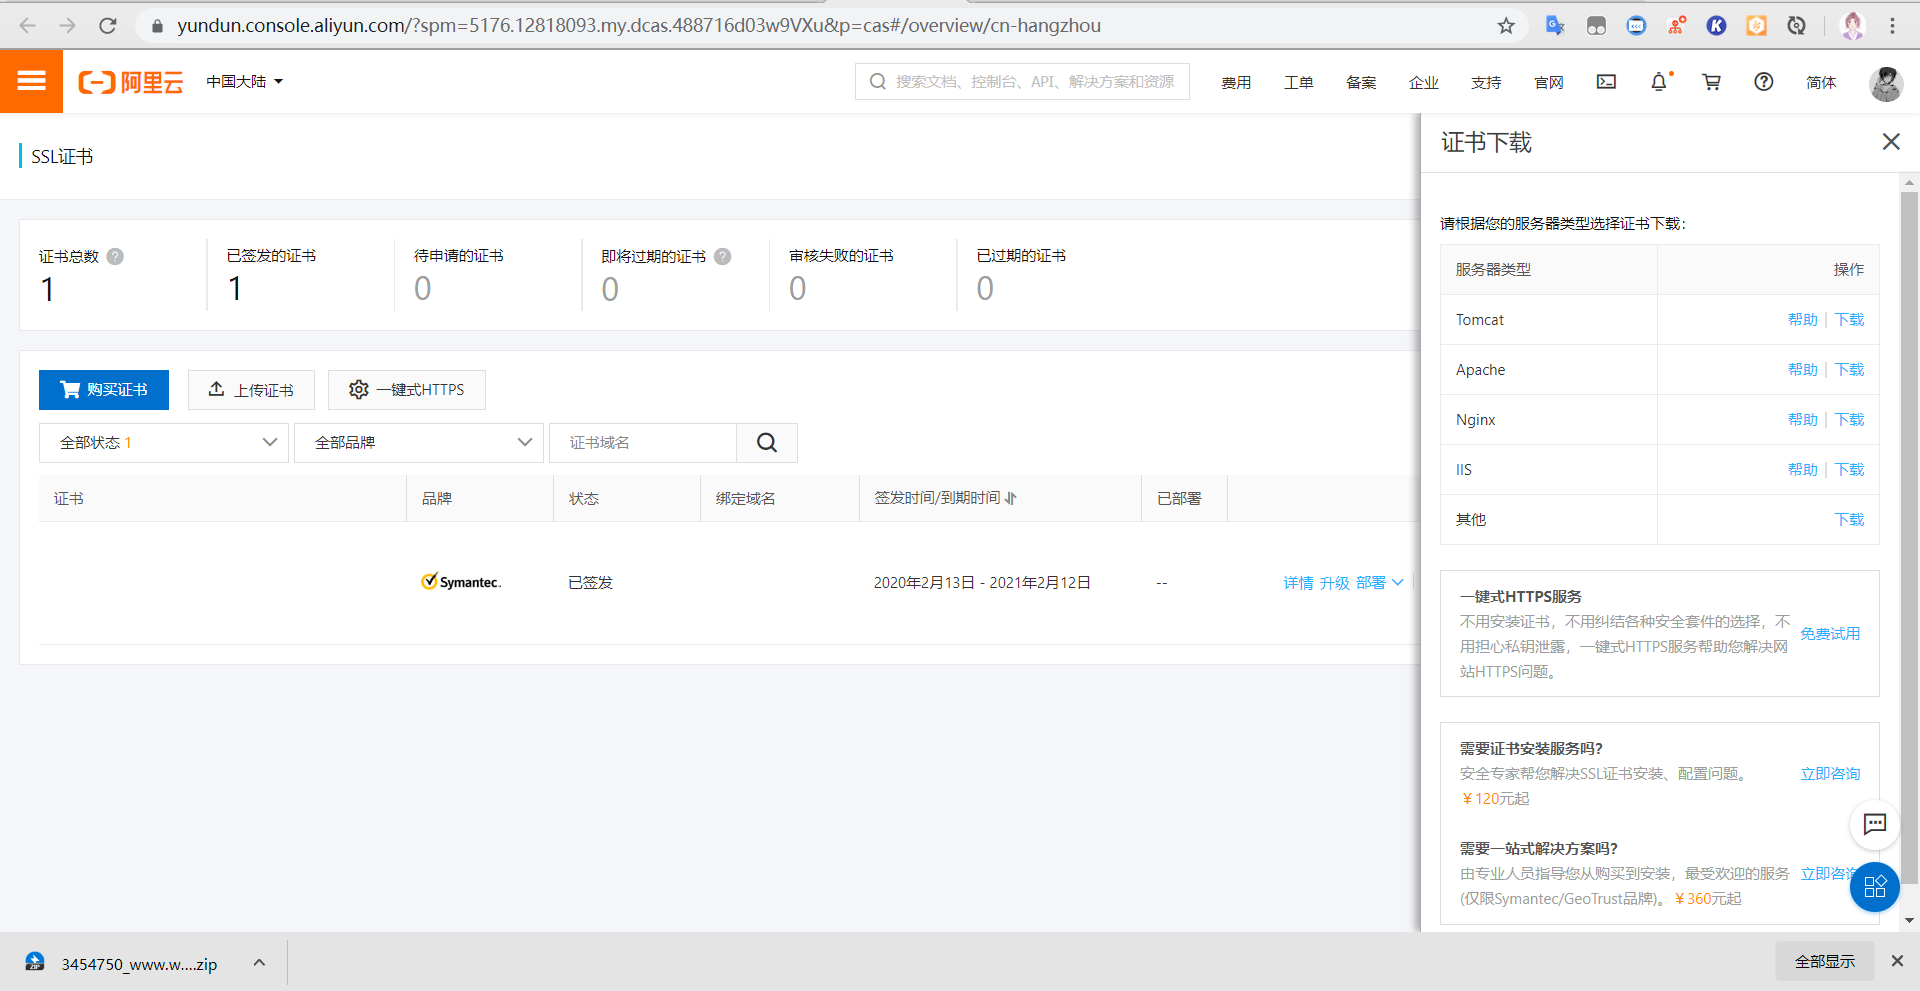 yundun.console.aliyun.com/?spm=5176.12818093.my.dcas.488716d03w9VXu&p=cas#/overview/cn-hangzhou
阿里云 中国大陆 搜索文档、控制台、API、解决方案和资源 费用 工单 备案 企业 支持 官网 简体
SSL证书
证书总数 ? 已签发的证书 待申请的证书 即将过期的证书 ? 审核失败的证书 已过期的证书
1 1 0 0 0 0
购买证书 上传证书 一键式HTTPS
全部状态 1 全部品牌 证书域名
证书 品牌 状态 绑定域名 签发时间/到期时间 已部署
Symantec. 已签发 2020年2月13日 - 2021年2月12日 -- 详情 升级 部署
证书下载
请根据您的服务器类型选择证书下载：
服务器类型 操作
Tomcat 帮助 | 下载
Apache 帮助 | 下载
Nginx 帮助 | 下载
IIS 帮助 | 下载
其他 下载
一键式HTTPS服务
不用安装证书，不用纠结各种安全套件的选择，不
用担心私钥泄露，一键式HTTPS服务帮助您解决网
站HTTPS问题。
免费试用
需要证书安装服务吗?
安全专家帮您解决SSL证书安装、配置问题。
￥120元起
立即咨询
需要一站式解决方案吗?
由专业人员指导您从购买到安装，最受欢迎的服务
(仅限Symantec/GeoTrust品牌)。￥360元起
立即咨询
ZIP 3454750_www.w....zip 全部显示